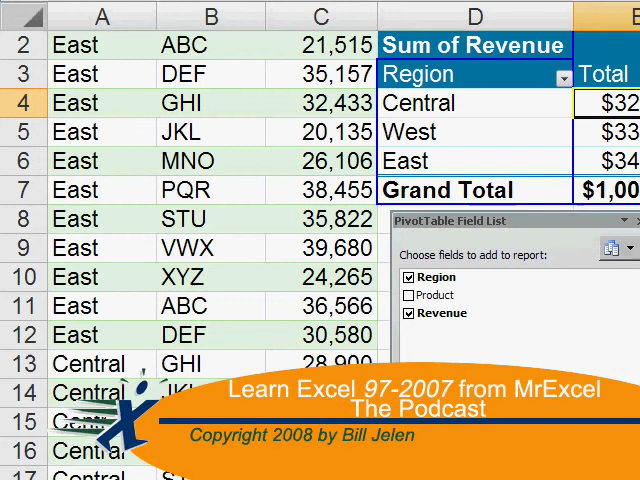 A B C D E
2 East ABC 21,515 Sum of Revenue
3 East DEF 35,157 Region Total
4 East GHI 32,433 Central $32
5 East JKL 20,135 West $33
6 East MNO 26,106 East $34
7 East PQR 38,455 Grand Total $1,00
8 East STU 35,822
PivotTable Field List
9 East VWX 39,680
Choose fields to add to report:
10 East XYZ 24,265
Region
Product
11 East ABC 36,566
Revenue
12 East DEF 30,580
13 Central GHI 28,900
14 Central JKL
Learn Excel 97-2007 from MrExcel
The Podcast
15 Central
Copyright 2008 by Bill Jelen
16 Central
17 Central